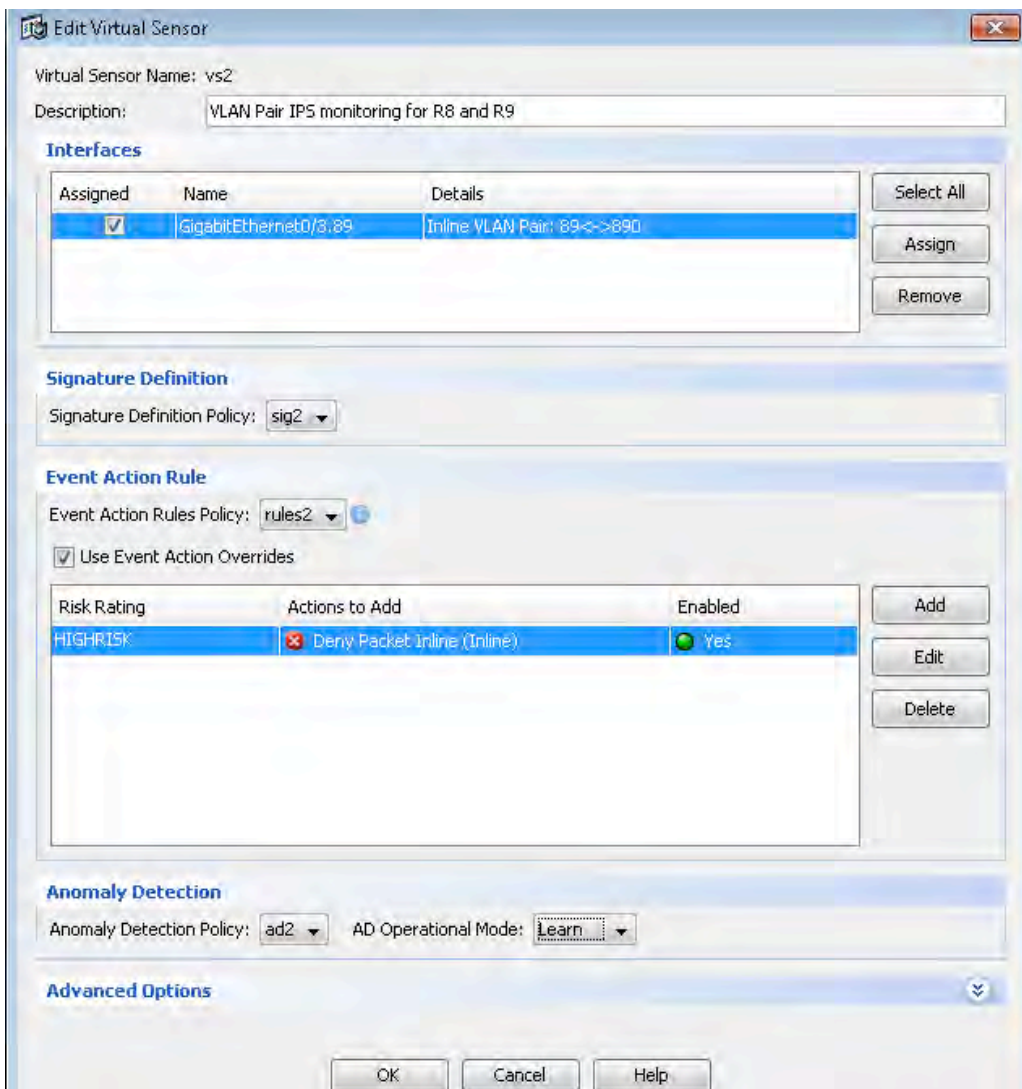 Edit Virtual Sensor
Virtual Sensor Name: vs2
Description: VLAN Pair IPS monitoring for R8 and R9
Interfaces
Assigned Name Details
GigabitEthernet0/3.89 Inline VLAN Pair: 89<->890
Select All
Assign
Remove
Signature Definition
Signature Definition Policy: sig2
Event Action Rule
Event Action Rules Policy: rules2
Use Event Action Overrides
Risk Rating Actions to Add Enabled
HIGHRISK Deny Packet Inline (Inline) Yes
Add
Edit
Delete
Anomaly Detection
Anomaly Detection Policy: ad2 AD Operational Mode: Learn
Advanced Options
OK Cancel Help